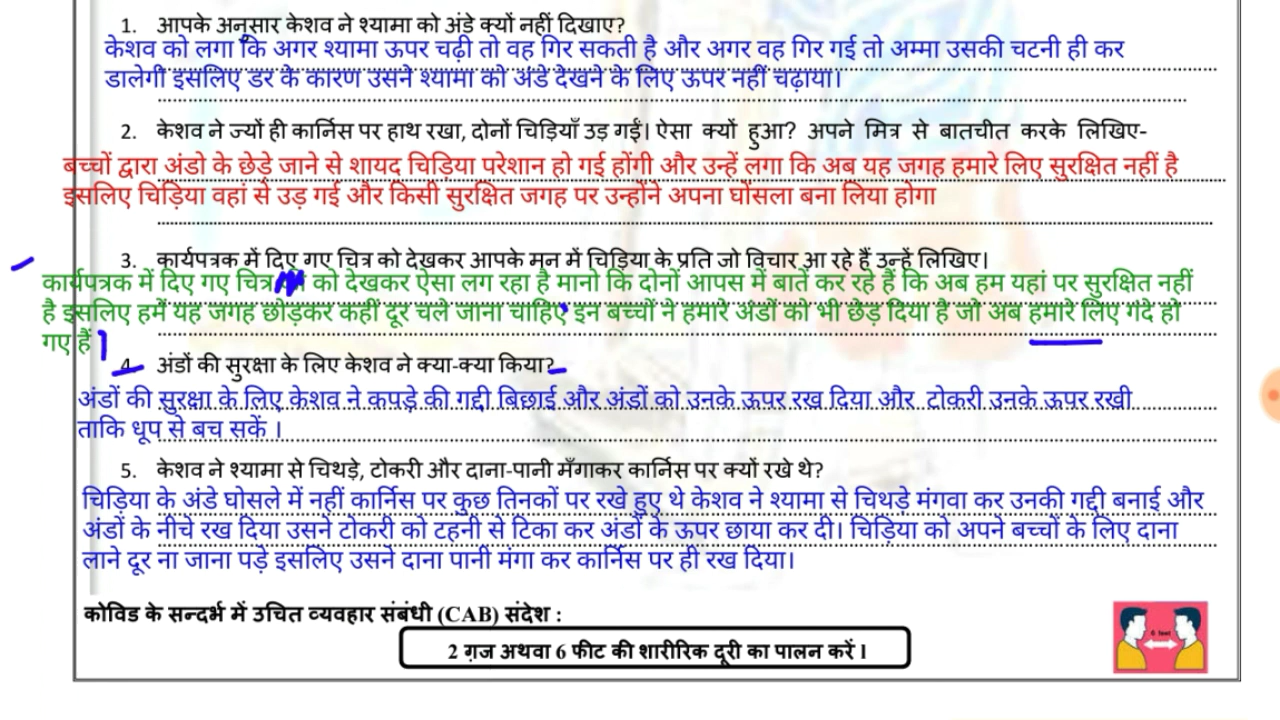 1. आपके अनुसार केशव ने श्यामा को अंडे क्यों नहीं दिखाए?
केशव को लगा कि अगर श्यामा ऊपर चढ़ी तो वह गिर सकती है और अगर वह गिर गई तो अम्मा उसकी चटनी ही कर
डालेगी इसलिए डर के कारण उसने श्यामा को अंडे देखने के लिए ऊपर नहीं चढ़ाया।
2. केशव ने ज्यों ही कार्निस पर हाथ रखा, दोनों चिड़ियाँ उड़ गईं। ऐसा क्यों हुआ? अपने मित्र से बातचीत करके लिखिए-
बच्चों द्वारा अंडो के छेड़े जाने से शायद चिड़िया परेशान हो गई होंगी और उन्हें लगा कि अब यह जगह हमारे लिए सुरक्षित नहीं है
इसलिए चिड़िया वहां से उड़ गई और किसी सुरक्षित जगह पर उन्होंने अपना घोंसला बना लिया होगा
3. कार्यपत्रक में दिए गए चित्र को देखकर आपके मन में चिड़िया के प्रति जो विचार आ रहे हैं उन्हें लिखिए।
कार्यपत्रक में दिए गए चित्र को देखकर ऐसा लग रहा है मानो कि दोनों आपस में बातें कर रहे हैं कि अब हम यहां पर सुरक्षित नहीं
है इसलिए हमें यह जगह छोड़कर कहीं दूर चले जाना चाहिए इन बच्चों ने हमारे अंडों को भी छेड़ दिया है जो अब हमारे लिए गंदे हो
गए हैं
4. अंडों की सुरक्षा के लिए केशव ने क्या-क्या किया?
अंडों की सुरक्षा के लिए केशव ने कपड़े की गद्दी बिछाई और अंडों को उनके ऊपर रख दिया और टोकरी उनके ऊपर रखी
ताकि धूप से बच सकें ।
5. केशव ने श्यामा से चिथड़े, टोकरी और दाना-पानी मँगाकर कार्निस पर क्यों रखे थे?
चिड़िया के अंडे घोसले में नहीं कार्निस पर कुछ तिनकों पर रखे हुए थे केशव ने श्यामा से चिथड़े मंगवा कर उनकी गद्दी बनाई और
अंडों के नीचे रख दिया उसने टोकरी को टहनी से टिका कर अंडों के ऊपर छाया कर दी। चिड़िया को अपने बच्चों के लिए दाना
लाने दूर ना जाना पड़े इसलिए उसने दाना पानी मंगा कर कार्निस पर ही रख दिया।
कोविड के सन्दर्भ में उचित व्यवहार संबंधी (CAB) संदेश :
2 ग़ज अथवा 6 फीट की शारीरिक दूरी का पालन करें l
6 feet